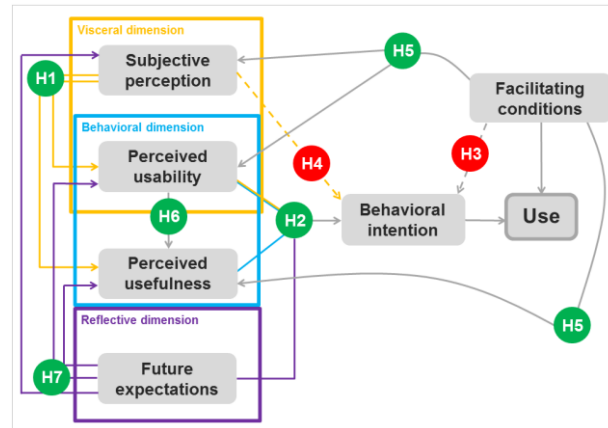 Visceral dimension
Subjective
perception
H1
H5
Facilitating
conditions
Behavioral dimension
Perceived
usability
H4
H3
H6
H2
Behavioral
intention
Use
Perceived
usefulness
H5
Reflective dimension
Future
expectations
H7